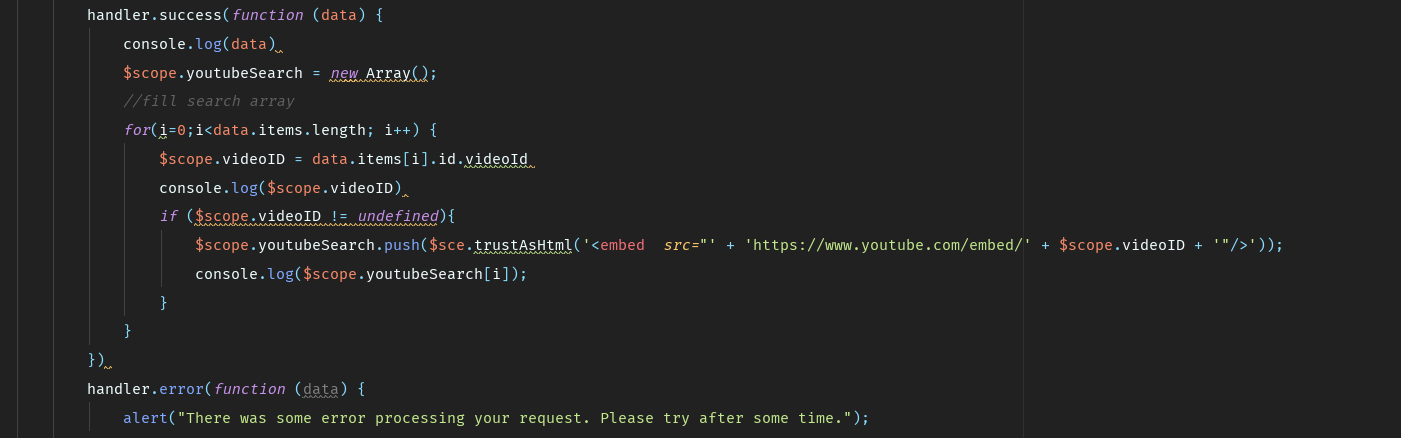 handler.success(function (data) {
console.log(data)
$scope.youtubeSearch = new Array();
//fill search array
for(i=0;i<data.items.length; i++) {
$scope.videoID = data.items[i].id.videoId
console.log($scope.videoID)
if ($scope.videoID != undefined){
$scope.youtubeSearch.push($sce.trustAsHtml('<embed  src="' + 'https://www.youtube.com/embed/' + $scope.videoID + '"/>'));
console.log($scope.youtubeSearch[i]);
}
}
})
handler.error(function (data) {
alert("There was some error processing your request. Please try after some time.");